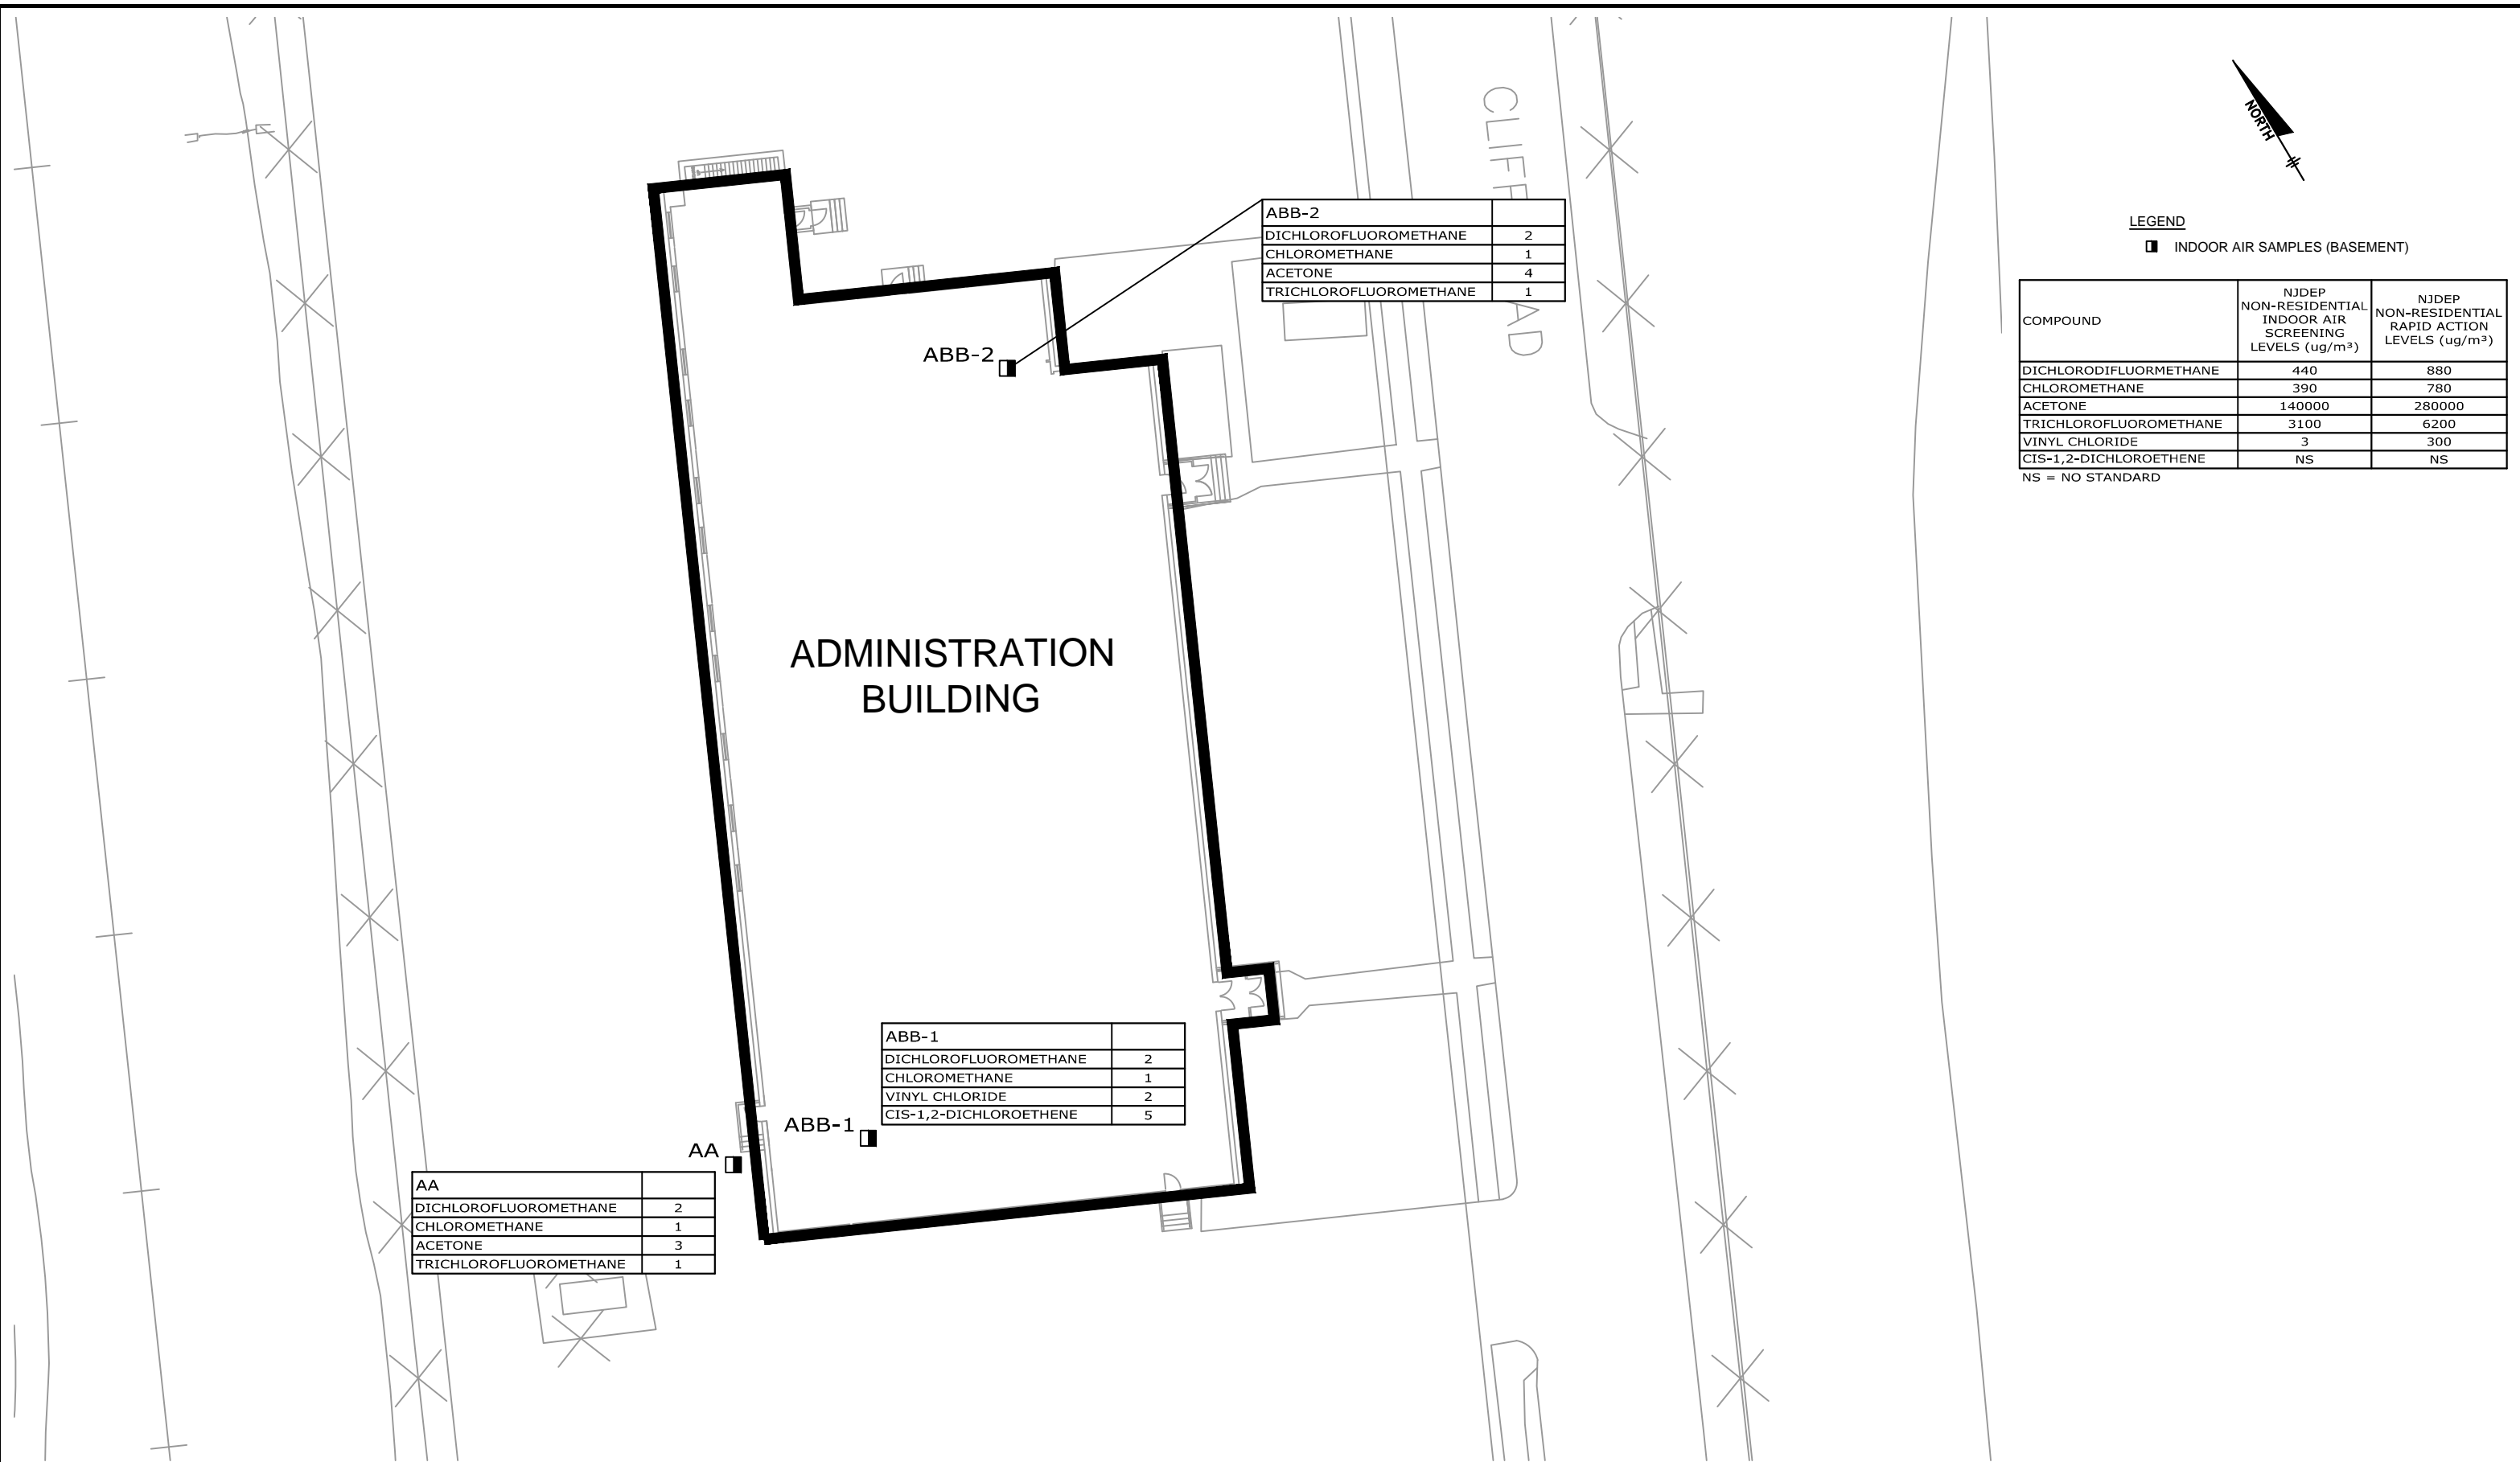 CLIFF
AD
NORTH
LEGEND
INDOOR AIR SAMPLES (BASEMENT)
COMPOUND
NJDEP
NON-RESIDENTIAL
INDOOR AIR
SCREENING
LEVELS (ug/m³)
NJDEP
NON-RESIDENTIAL
RAPID ACTION
LEVELS (ug/m³)
DICHLORODIFLUORMETHANE 440 880
CHLOROMETHANE 390 780
ACETONE 140000 280000
TRICHLOROFLUOROMETHANE 3100 6200
VINYL CHLORIDE 3 300
CIS-1,2-DICHLOROETHENE NS NS
NS = NO STANDARD
ABB-2
DICHLOROFLUOROMETHANE 2
CHLOROMETHANE 1
ACETONE 4
TRICHLOROFLUOROMETHANE 1
ABB-2
ADMINISTRATION
BUILDING
ABB-1
DICHLOROFLUOROMETHANE 2
CHLOROMETHANE 1
VINYL CHLORIDE 2
CIS-1,2-DICHLOROETHENE 5
ABB-1
AA
AA
DICHLOROFLUOROMETHANE 2
CHLOROMETHANE 1
ACETONE 3
TRICHLOROFLUOROMETHANE 1